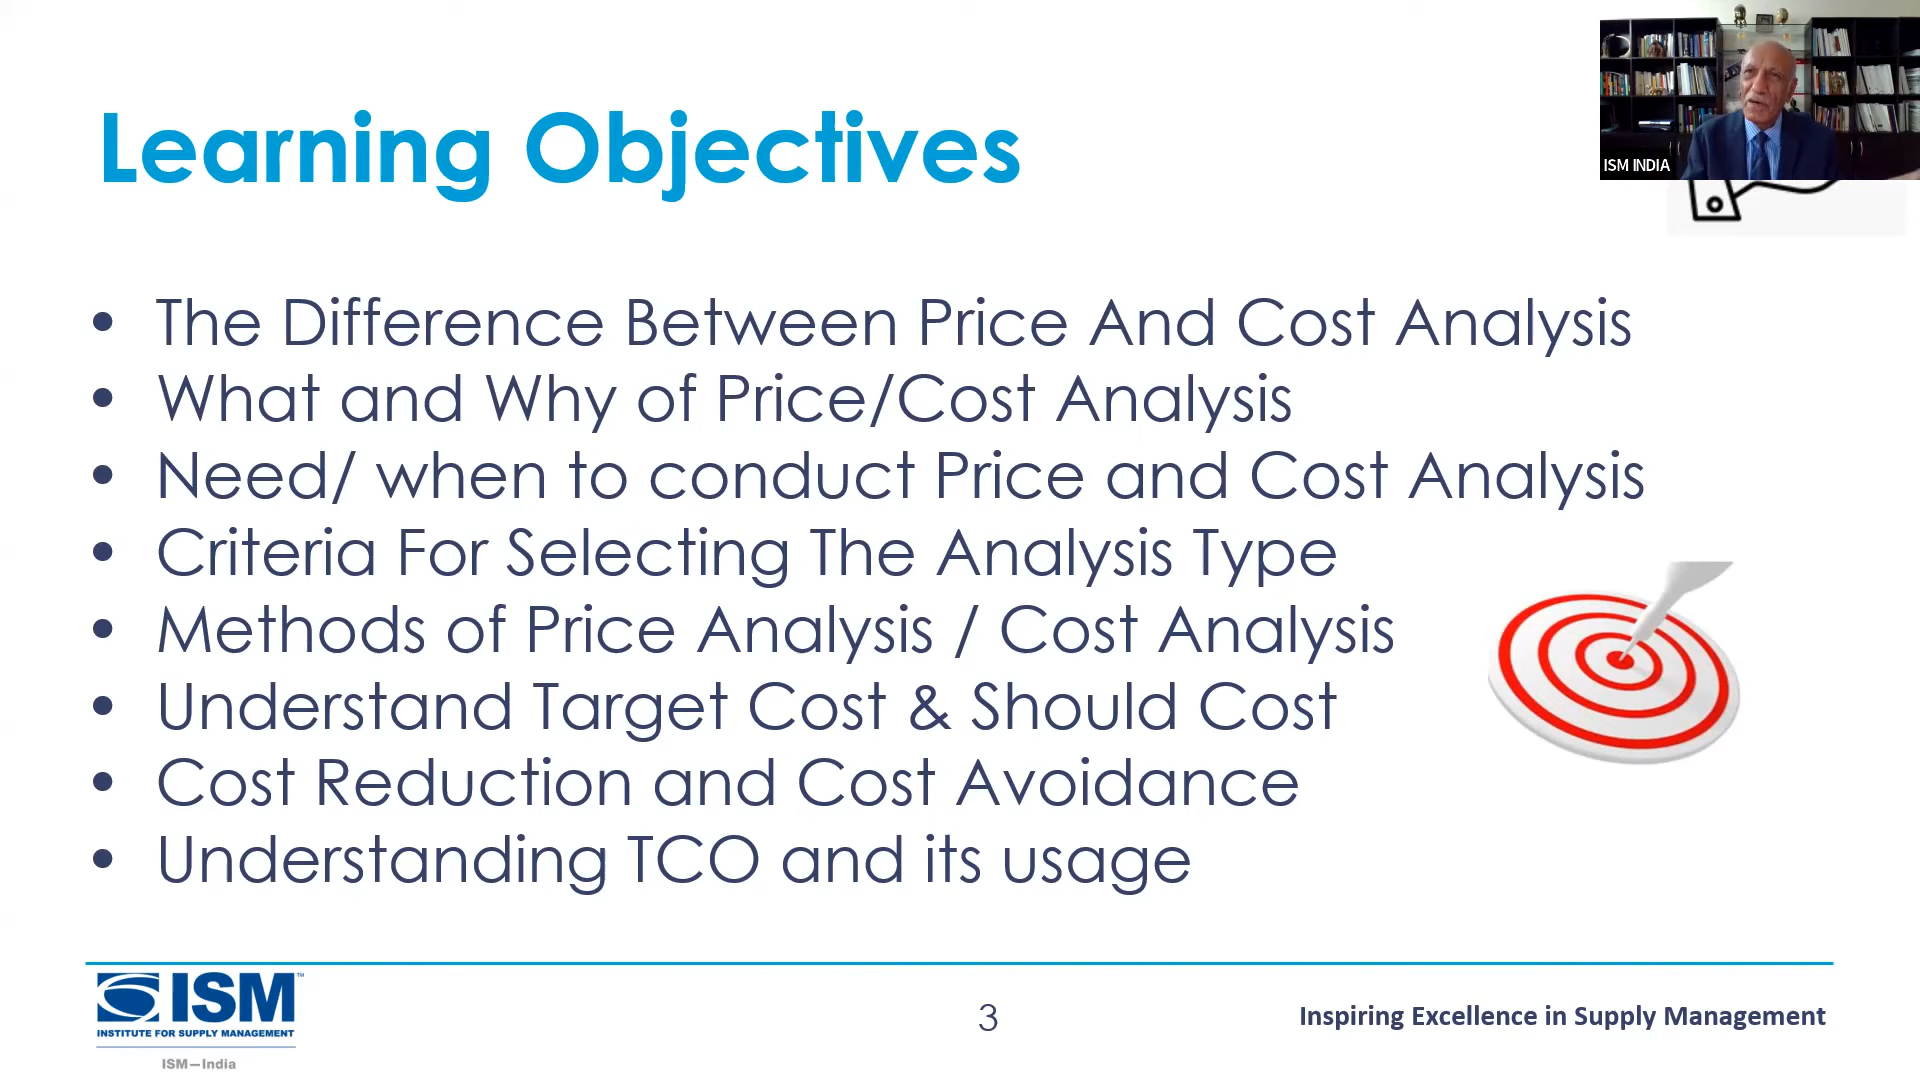 ISM INDIA
Learning Objectives
• The Difference Between Price And Cost Analysis
• What and Why of Price/Cost Analysis
• Need/ when to conduct Price and Cost Analysis
• Criteria For Selecting The Analysis Type
• Methods of Price Analysis / Cost Analysis
• Understand Target Cost & Should Cost
• Cost Reduction and Cost Avoidance
• Understanding TCO and its usage
ISM™
INSTITUTE FOR SUPPLY MANAGEMENT
ISM—India
3
Inspiring Excellence in Supply Management